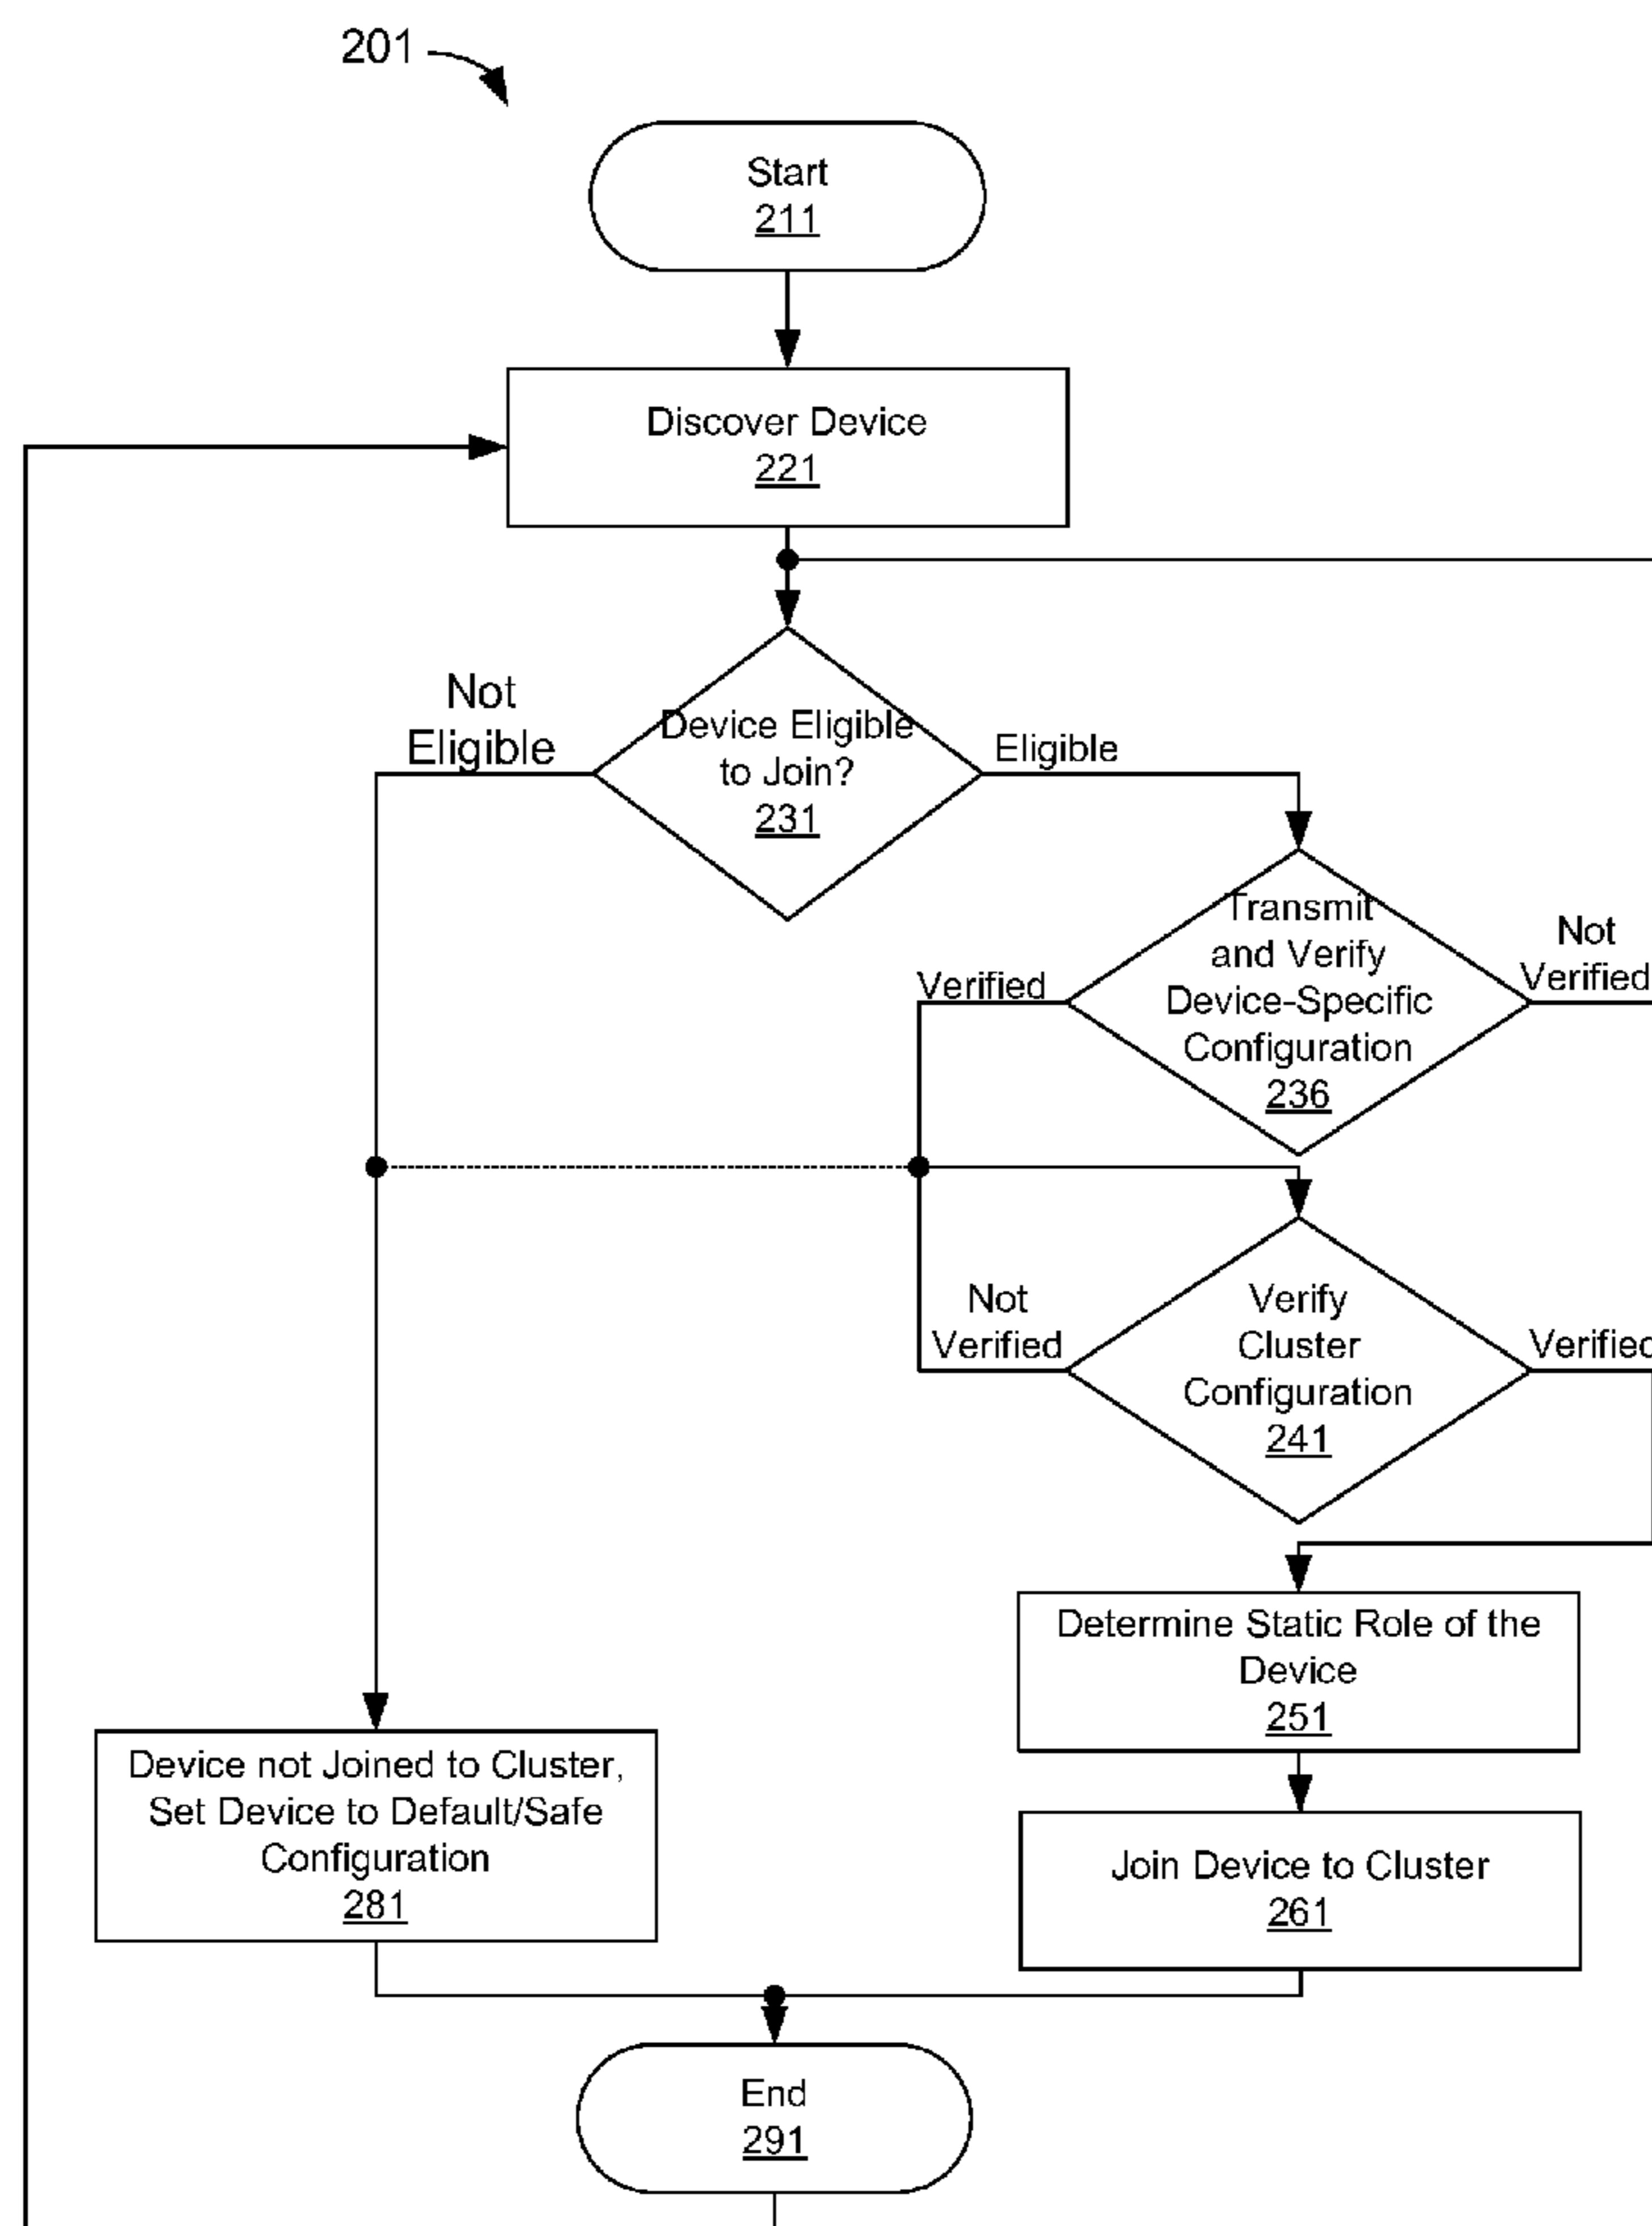 201
Start
211
Discover Device
221
Not
Eligible
Device Eligible
to Join?
231
Eligible
Transmit
and Verify
Device-Specific
Configuration
236
Not
Verified
Verified
Not
Verified
Verify
Cluster
Configuration
241
Verified
Determine Static Role of the
Device
251
Device not Joined to Cluster,
Set Device to Default/Safe
Configuration
281
Join Device to Cluster
261
End
291